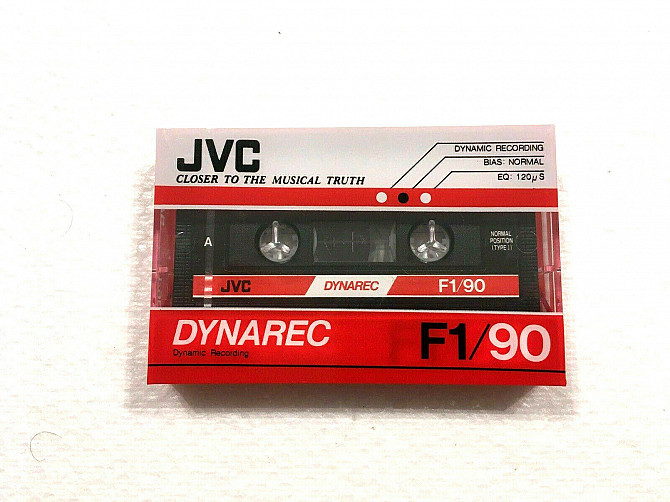 JVC
CLOSER TO THE MUSICAL TRUTH
DYNAMIC RECORDING
BIAS: NORMAL
EQ: 120μS
A
NORMAL
POSITION
(TYPE I)
JVC DYNAREC F1/90
DYNAREC
Dynamic Recording
F1/90